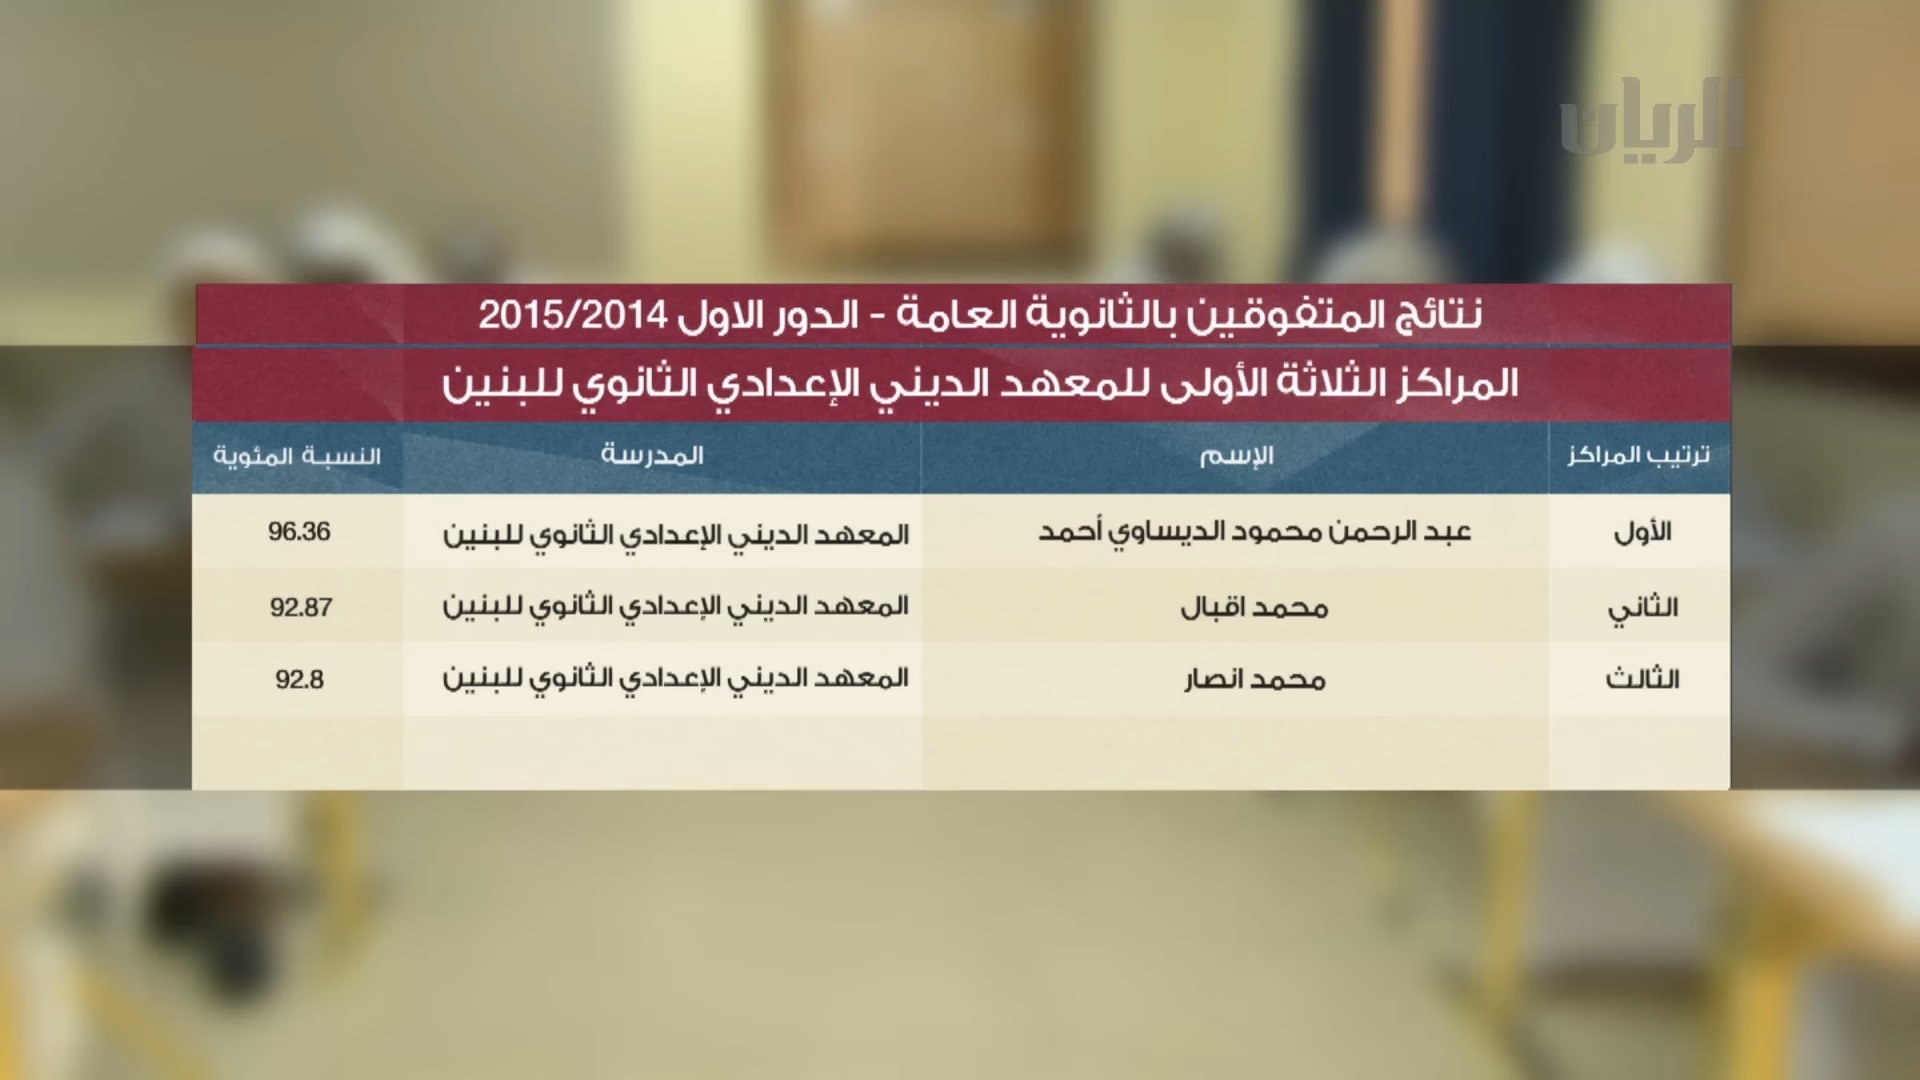 الريان
نتائج المتفوقين بالثانوية العامة - الدور الاول 2015/2014
المراكز الثلاثة الأولى للمعهد الديني الإعدادي الثانوي للبنين
ترتيب المراكز الإسم المدرسة النسبة المئوية
الأول عبد الرحمن محمود الديساوي أحمد المعهد الديني الإعدادي الثانوي للبنين 96.36
الثاني محمد اقبال المعهد الديني الإعدادي الثانوي للبنين 92.87
الثالث محمد انصار المعهد الديني الإعدادي الثانوي للبنين 92.8